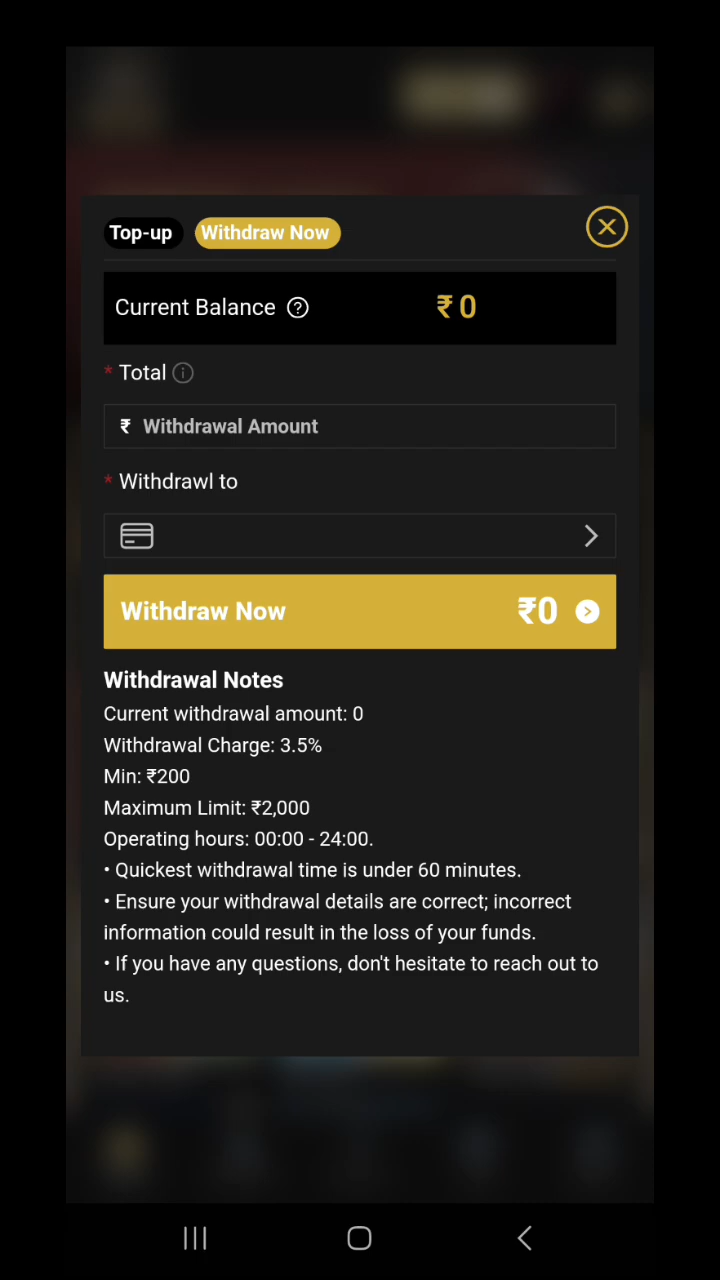 Top-up Withdraw Now
Current Balance ₹ 0
* Total
₹ Withdrawal Amount
* Withdrawl to
Withdraw Now ₹0
Withdrawal Notes
Current withdrawal amount: 0
Withdrawal Charge: 3.5%
Min: ₹200
Maximum Limit: ₹2,000
Operating hours: 00:00 - 24:00.
• Quickest withdrawal time is under 60 minutes.
• Ensure your withdrawal details are correct; incorrect
information could result in the loss of your funds.
• If you have any questions, don't hesitate to reach out to
us.